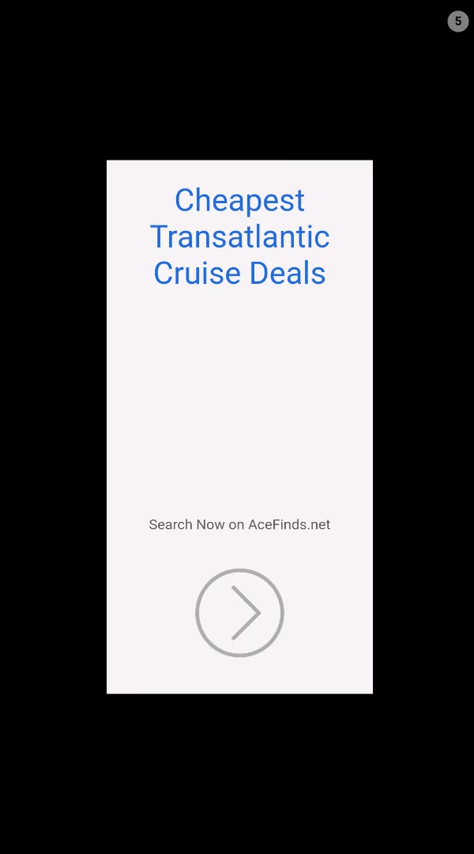 5
Cheapest
Transatlantic
Cruise Deals
Search Now on AceFinds.net